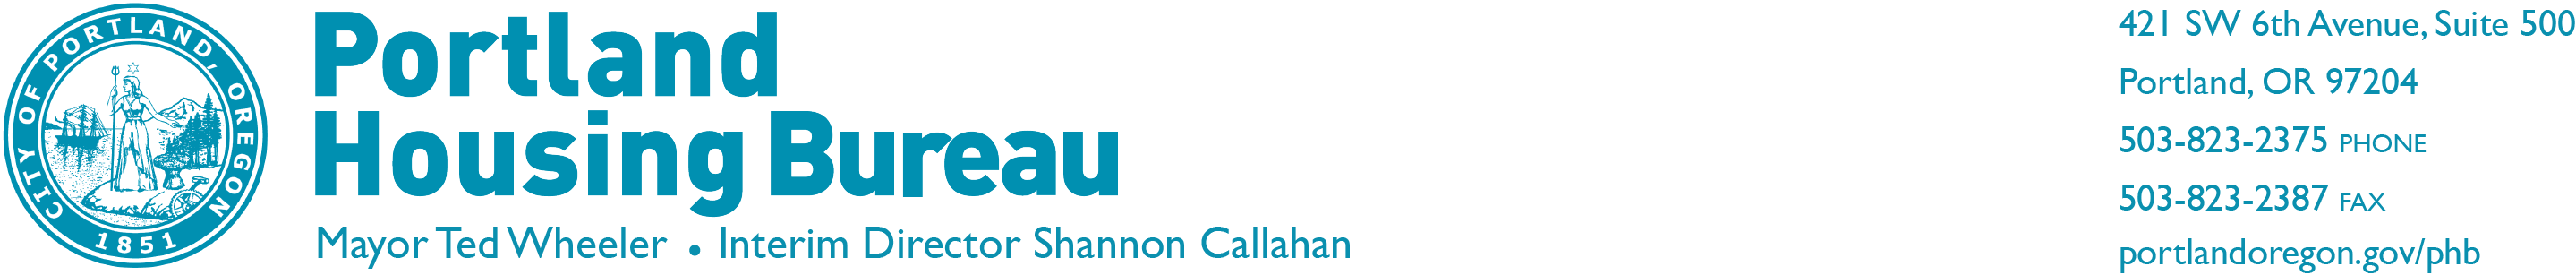 CITY OF PORTLAND, OREGON
1851
Portland
Housing Bureau
Mayor Ted Wheeler • Interim Director Shannon Callahan
421 SW 6th Avenue, Suite 500
Portland, OR 97204
503-823-2375 PHONE
503-823-2387 FAX
portlandoregon.gov/phb